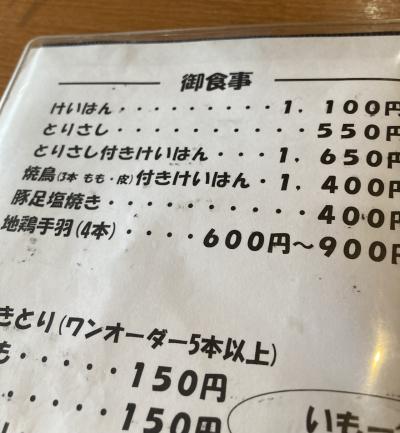 御食事
けいはん・・・・・・・・・1,100円
とりさし・・・・・・・・・・550円
とりさし付きけいはん・・・1,650円
焼鳥(3本 もも・皮)付きけいはん・1,400円
豚足塩焼き・・・・・・・・・・400円
地鶏手羽(4本)・・・・600円〜900円
きとり(ワンオーダー5本以上)
も・・・・・150円
・・・・・150円
いも一